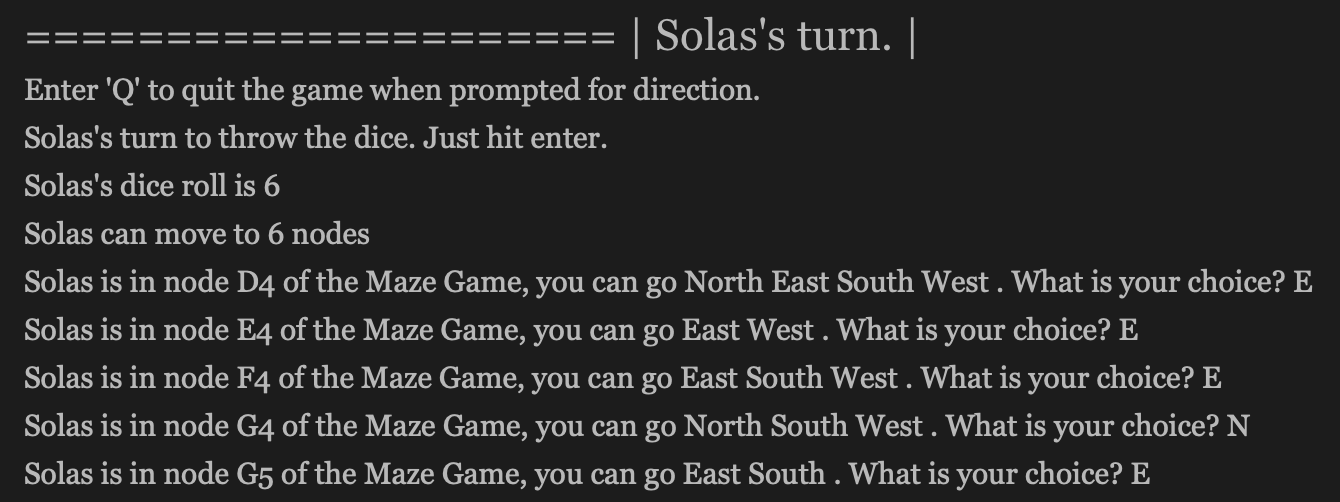 ===================== | Solas's turn. |
Enter 'Q' to quit the game when prompted for direction.
Solas's turn to throw the dice. Just hit enter.
Solas's dice roll is 6
Solas can move to 6 nodes
Solas is in node D4 of the Maze Game, you can go North East South West . What is your choice? E
Solas is in node E4 of the Maze Game, you can go East West . What is your choice? E
Solas is in node F4 of the Maze Game, you can go East South West . What is your choice? E
Solas is in node G4 of the Maze Game, you can go North South West . What is your choice? N
Solas is in node G5 of the Maze Game, you can go East South . What is your choice? E